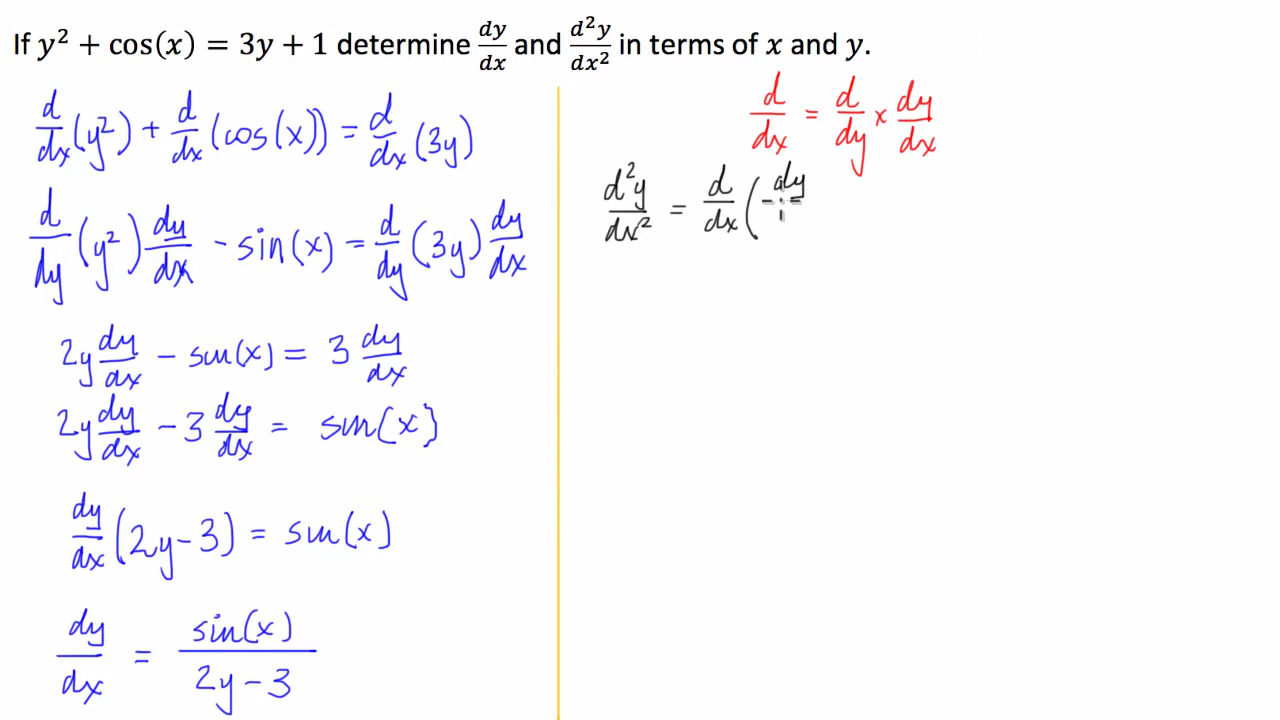 If y² + cos(x) = 3y + 1 determine dy/dx and d²y/dx² in terms of x and y.
d/dx (y²) + d/dx (cos(x)) = d/dx (3y)
d/dy (y²) dy/dx - sin(x) = d/dy (3y) dy/dx
2y dy/dx - sin(x) = 3 dy/dx
2y dy/dx - 3 dy/dx = sin(x)
dy/dx (2y-3) = sin(x)
dy/dx = sin(x)/(2y-3)
d/dx = d/dy × dy/dx
d²y/dx² = d/dx ( dy